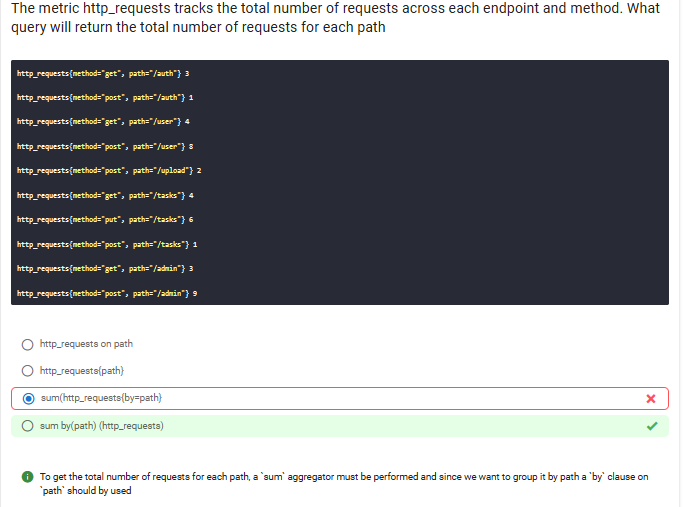 The metric http_requests tracks the total number of requests across each endpoint and method. What
query will return the total number of requests for each path
http_requests{method="get", path="/auth"} 3
http_requests{method="post", path="/auth"} 1
http_requests{method="get", path="/user"} 4
http_requests{method="post", path="/user"} 8
http_requests{method="post", path="/upload"} 2
http_requests{method="get", path="/tasks"} 4
http_requests{method="put", path="/tasks"} 6
http_requests{method="post", path="/tasks"} 1
http_requests{method="get", path="/admin"} 3
http_requests{method="post", path="/admin"} 9
http_requests on path
http_requests{path}
sum(http_requests{by=path}
sum by(path) (http_requests)
To get the total number of requests for each path, a `sum` aggregator must be performed and since we want to group it by path a `by` clause on
`path` should by used